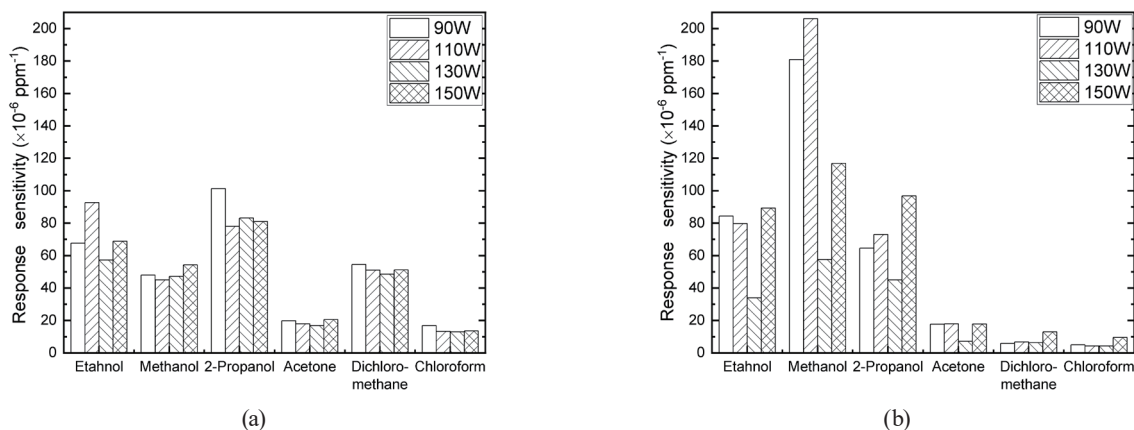 200
180
160
140
120
100
80
60
40
20
0
Response sensitivity (×10⁻⁶ ppm⁻¹)
90W
110W
130W
150W
Etahnol Methanol 2-Propanol Acetone Dichloro- Chloroform
methane
(a)
200
180
160
140
120
100
80
60
40
20
0
Response sensitivity (×10⁻⁶ ppm⁻¹)
90W
110W
130W
150W
Etahnol Methanol 2-Propanol Acetone Dichloro- Chloroform
methane
(b)